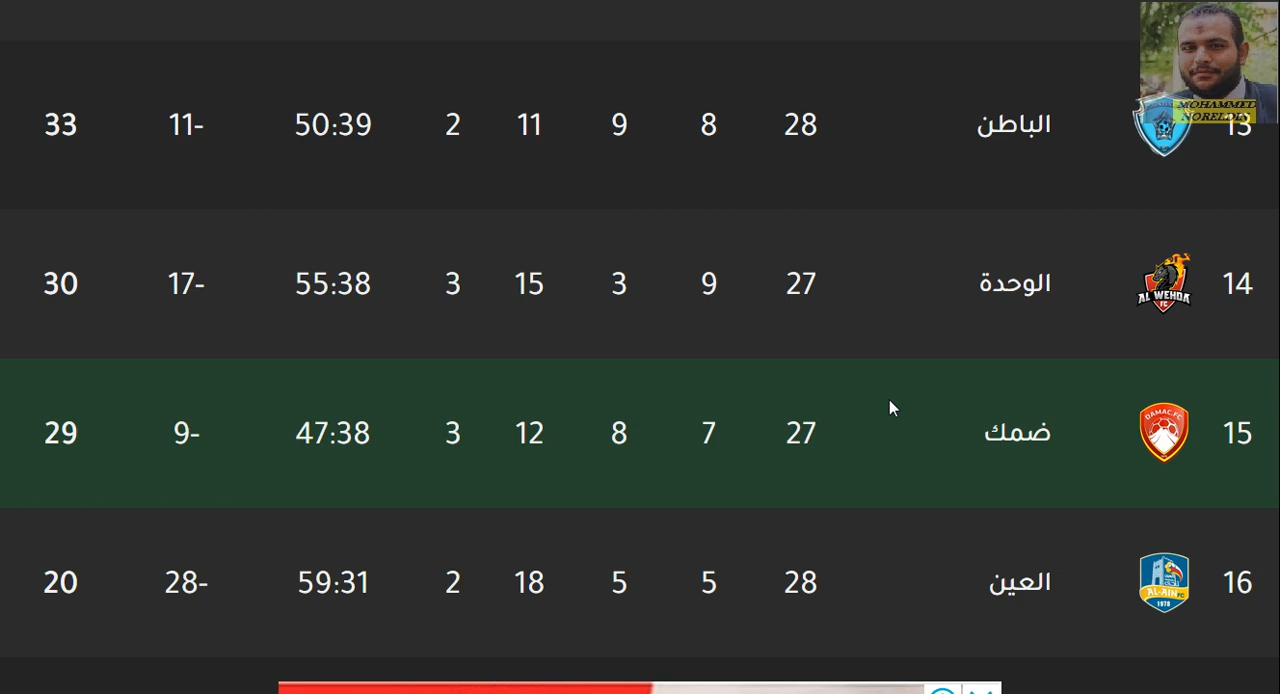 MOHAMMED
NORELDIN
13 الباطن 28 8 9 11 2 50:39 11- 33
14 AL WEHDA FC الوحدة 27 9 3 15 3 55:38 17- 30
15 DAMAC.FC ضمك 27 7 8 12 3 47:38 9- 29
16 AL-AIN FC 1978 العين 28 5 5 18 2 59:31 28- 20